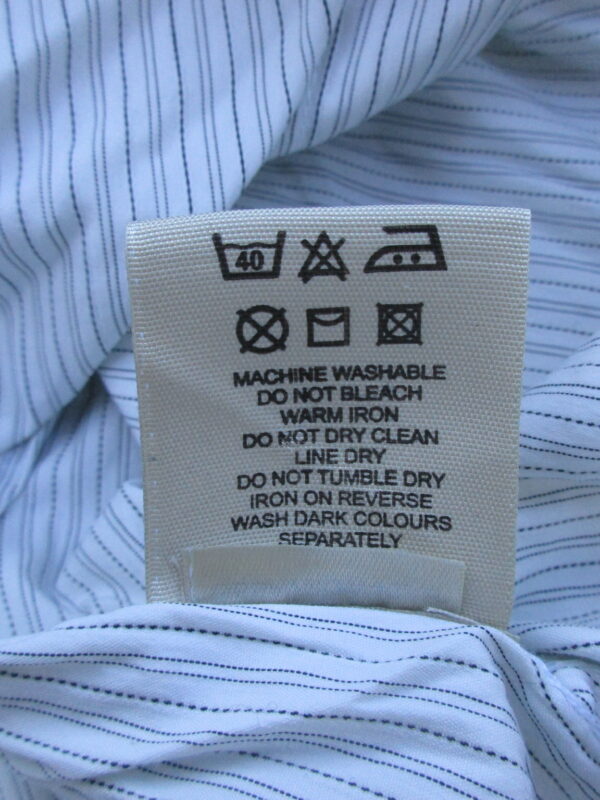 40
MACHINE WASHABLE
DO NOT BLEACH
WARM IRON
DO NOT DRY CLEAN
LINE DRY
DO NOT TUMBLE DRY
IRON ON REVERSE
WASH DARK COLOURS
SEPARATELY